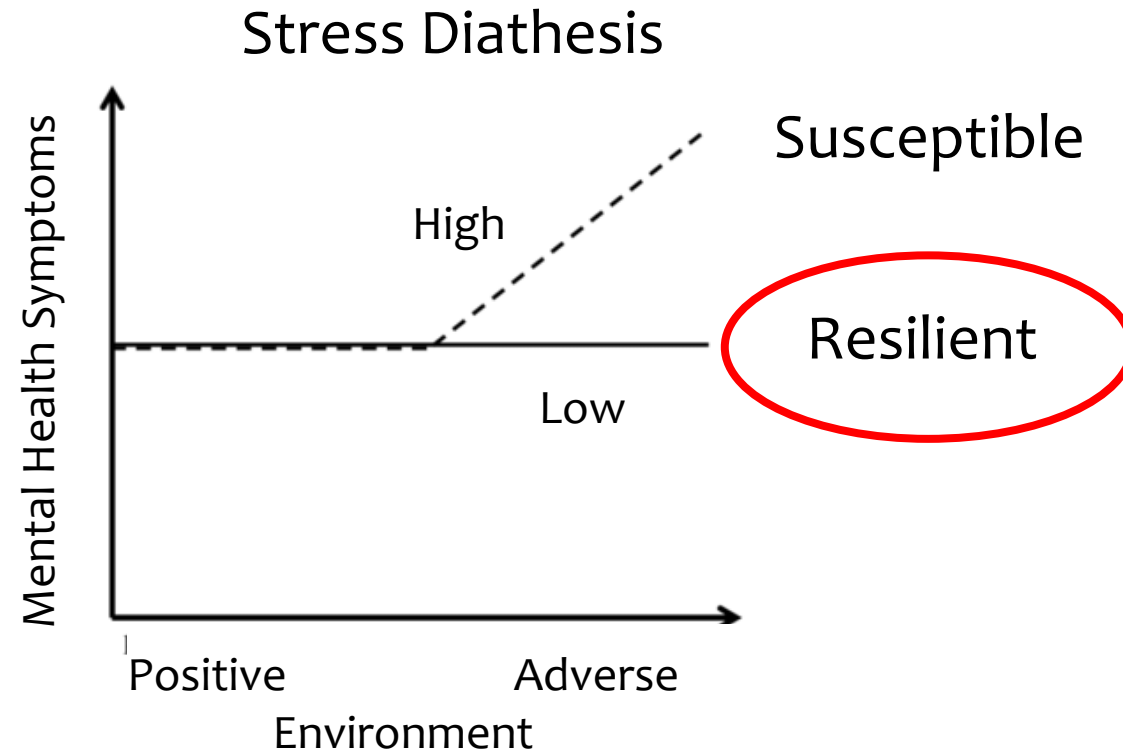 Stress Diathesis
Mental Health Symptoms
High
Low
Susceptible
Resilient
Positive
Adverse
Environment